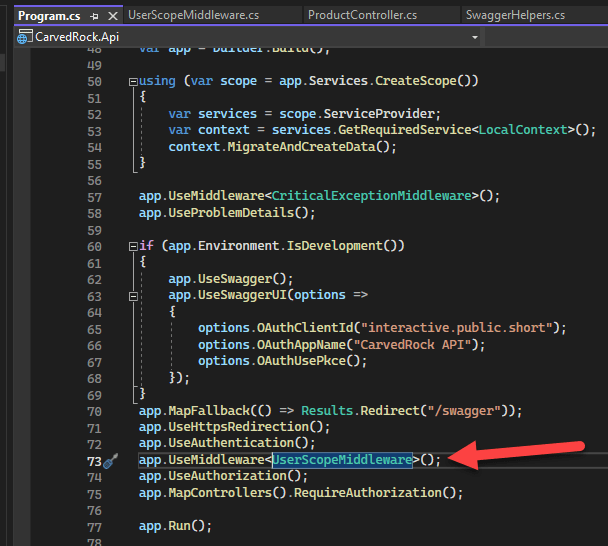 Program.cs
UserScopeMiddleware.cs
ProductController.cs
SwaggerHelpers.cs
CarvedRock.Api
48 var app = builder.Build();
49
50 using (var scope = app.Services.CreateScope())
51 {
52 var services = scope.ServiceProvider;
53 var context = services.GetRequiredService<LocalContext>();
54 context.MigrateAndCreateData();
55 }
56
57 app.UseMiddleware<CriticalExceptionMiddleware>();
58 app.UseProblemDetails();
59
60 if (app.Environment.IsDevelopment())
61 {
62 app.UseSwagger();
63 app.UseSwaggerUI(options =>
64 {
65 options.OAuthClientId("interactive.public.short");
66 options.OAuthAppName("CarvedRock API");
67 options.OAuthUsePkce();
68 });
69 }
70 app.MapFallback(() => Results.Redirect("/swagger"));
71 app.UseHttpsRedirection();
72 app.UseAuthentication();
73 app.UseMiddleware<UserScopeMiddleware>();
74 app.UseAuthorization();
75 app.MapControllers().RequireAuthorization();
76
77 app.Run();
78